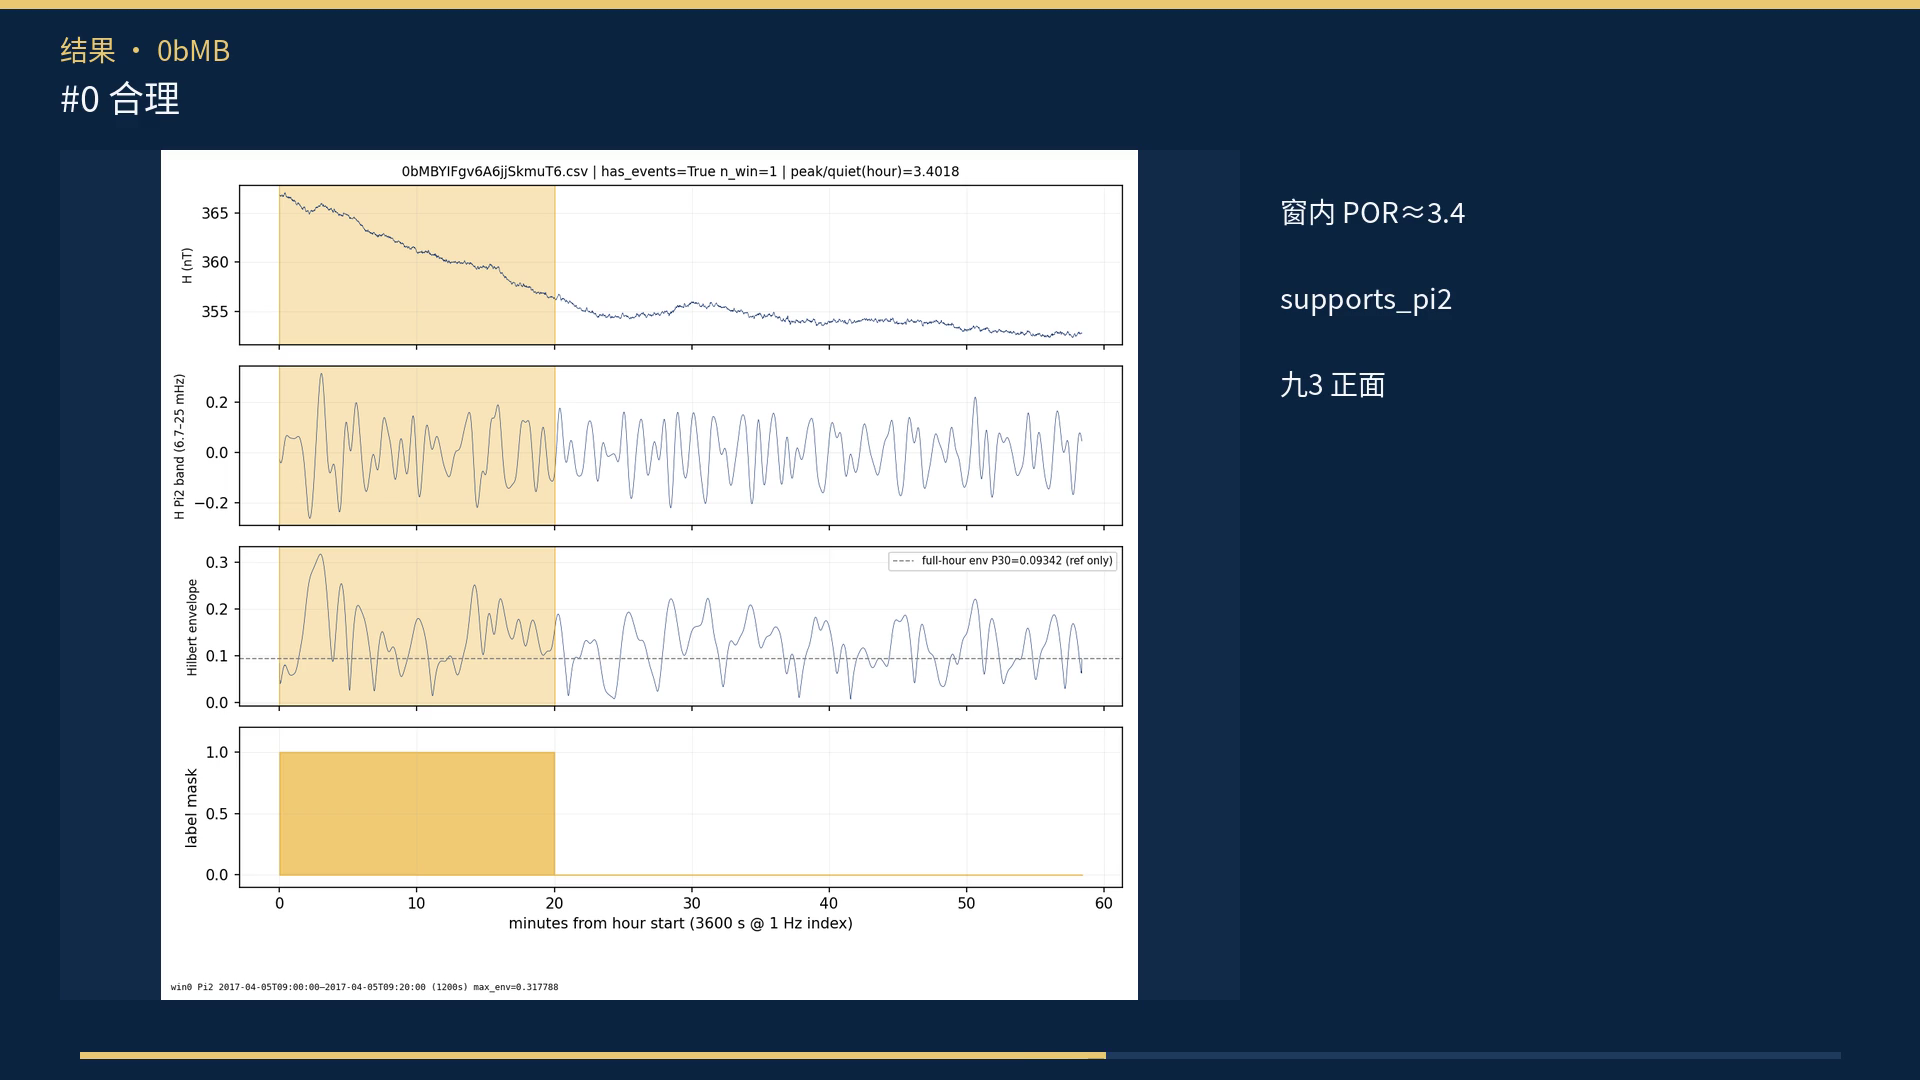 结果 · 0bMB
#0 合理
0bMBYIFgv6A6jjSkmuT6.csv | has_events=True n_win=1 | peak/quiet(hour)=3.4018
H (nT)
365
360
355
H Pi2 band (6.7–25 mHz)
0.2
0.0
−0.2
Hilbert envelope
0.3
0.2
0.1
0.0
full-hour env P30=0.09342 (ref only)
label mask
1.0
0.5
0.0
0 10 20 30 40 50 60
minutes from hour start (3600 s @ 1 Hz index)
win0 Pi2 2017-04-05T09:00:00–2017-04-05T09:20:00 (1200s) max_env=0.317788
窗内 POR≈3.4
supports_pi2
九3 正面